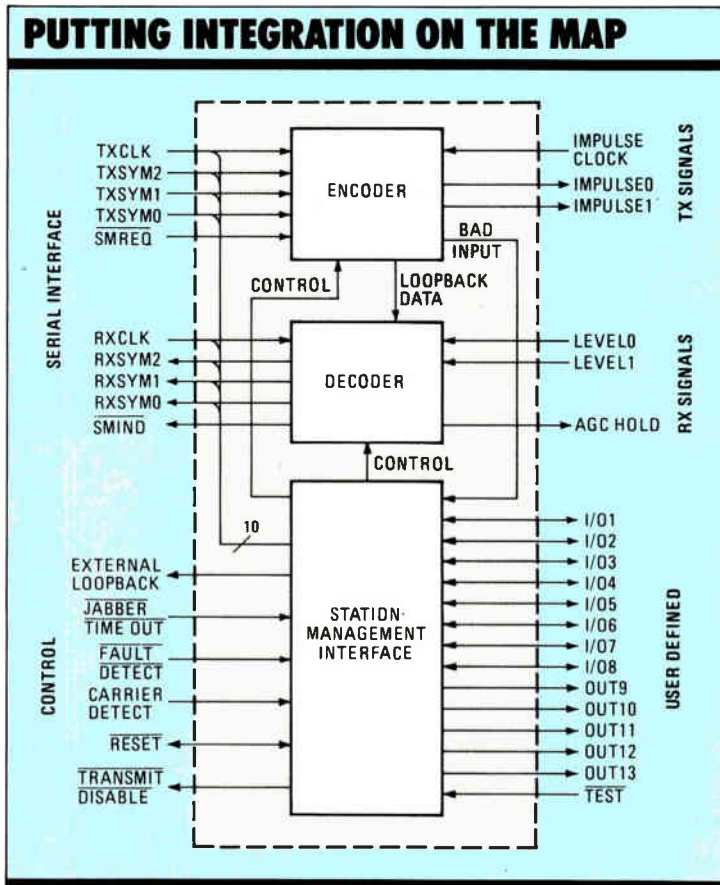 PUTTING INTEGRATION ON THE MAP
SERIAL INTERFACE
TXCLK
TXSYM2
TXSYM1
TXSYM0
SMREQ
RXCLK
RXSYM2
RXSYM1
RXSYM0
SMIND
CONTROL
EXTERNAL
LOOPBACK
JABBER
TIME OUT
FAULT
DETECT
CARRIER
DETECT
RESET
TRANSMIT
DISABLE
ENCODER
CONTROL
LOOPBACK
DATA
BAD
INPUT
DECODER
CONTROL
10
STATION-
MANAGEMENT
INTERFACE
IMPULSE
CLOCK
IMPULSE0
IMPULSE1
TX SIGNALS
LEVEL0
LEVEL1
AGC HOLD
RX SIGNALS
I/O1
I/O2
I/O3
I/O4
I/O5
I/O6
I/O7
I/O8
OUT9
OUT10
OUT11
OUT12
OUT13
TEST
USER DEFINED